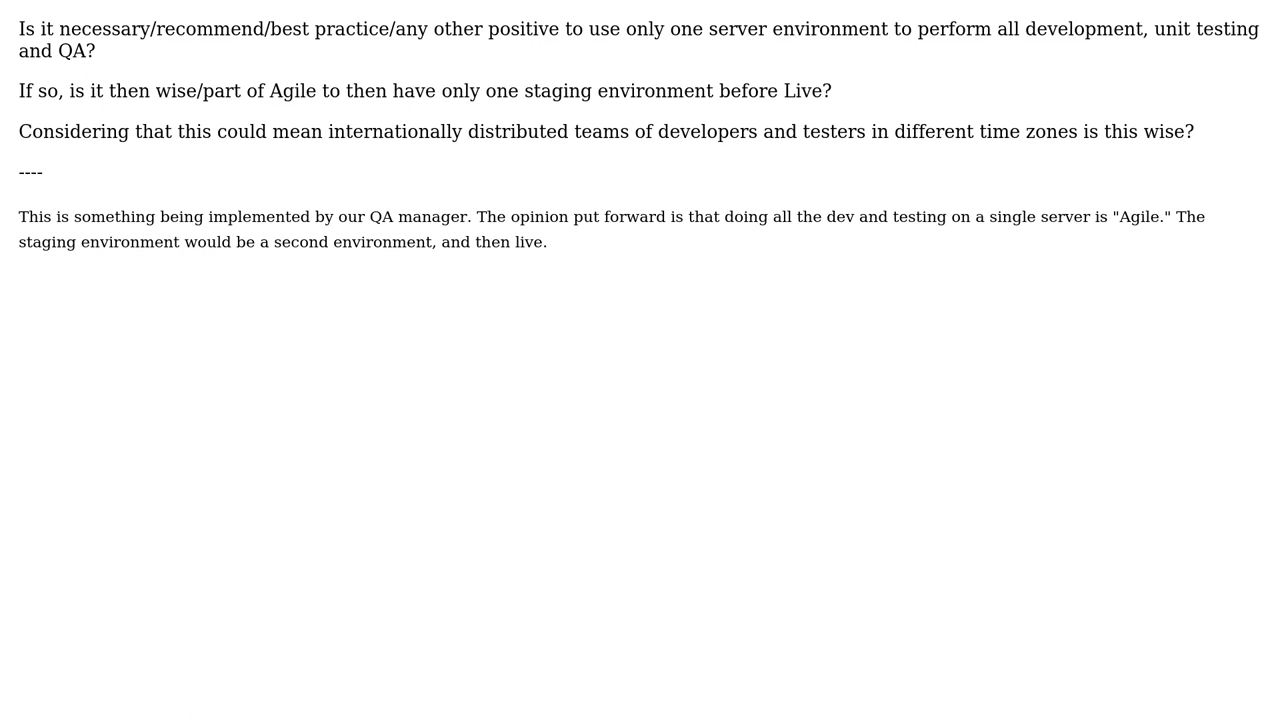 Is it necessary/recommend/best practice/any other positive to use only one server environment to perform all development, unit testing
and QA?
If so, is it then wise/part of Agile to then have only one staging environment before Live?
Considering that this could mean internationally distributed teams of developers and testers in different time zones is this wise?
----
This is something being implemented by our QA manager. The opinion put forward is that doing all the dev and testing on a single server is "Agile." The
staging environment would be a second environment, and then live.